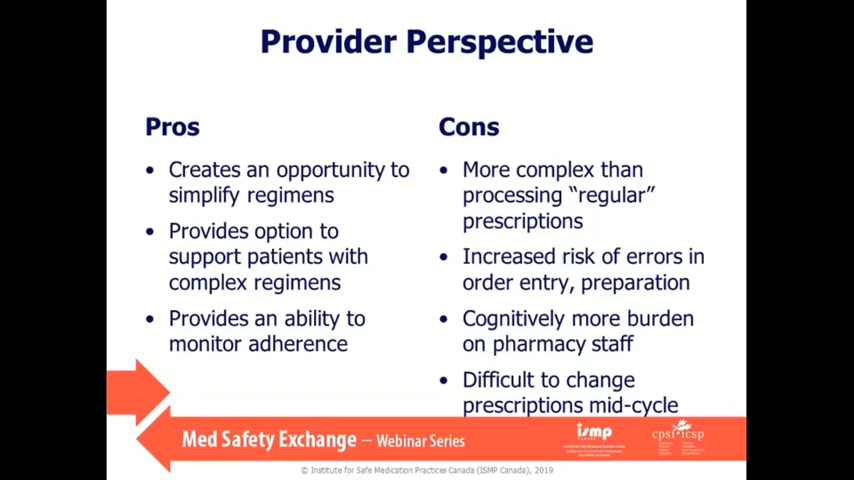 Provider Perspective
Pros
• Creates an opportunity to
simplify regimens
• Provides option to
support patients with
complex regimens
• Provides an ability to
monitor adherence
Cons
• More complex than
processing “regular”
prescriptions
• Increased risk of errors in
order entry, preparation
• Cognitively more burden
on pharmacy staff
• Difficult to change
prescriptions mid-cycle
Med Safety Exchange – Webinar Series
ismp
CANADA
cpsi icsp
© Institute for Safe Medication Practices Canada (ISMP Canada), 2019